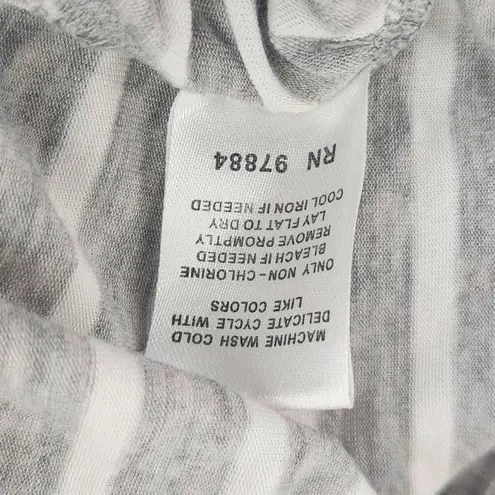 MACHINE WASH COLD
DELICATE CYCLE WITH
LIKE COLORS
ONLY NON-CHLORINE
BLEACH IF NEEDED
REMOVE PROMPTLY
LAY FLAT TO DRY
COOL IRON IF NEEDED
RN 97884